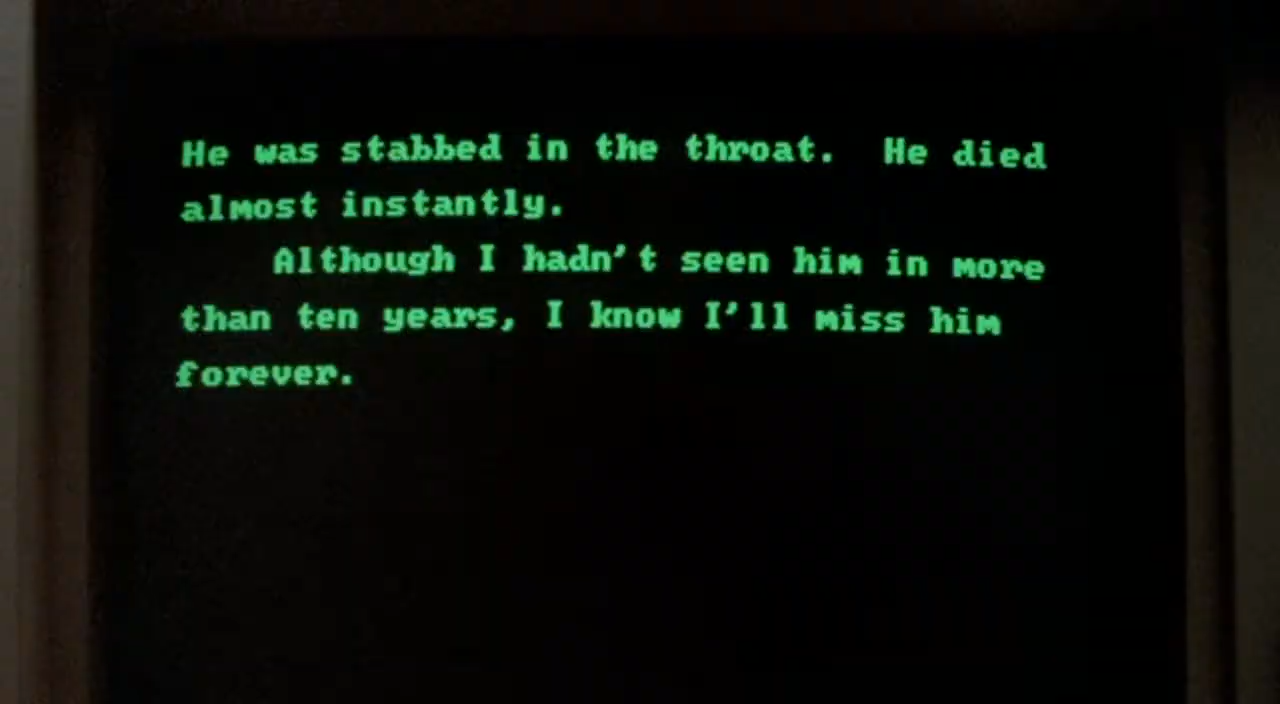 He was stabbed in the throat.  He died
almost instantly.
Although I hadn't seen him in more
than ten years, I know I'll miss him
forever.